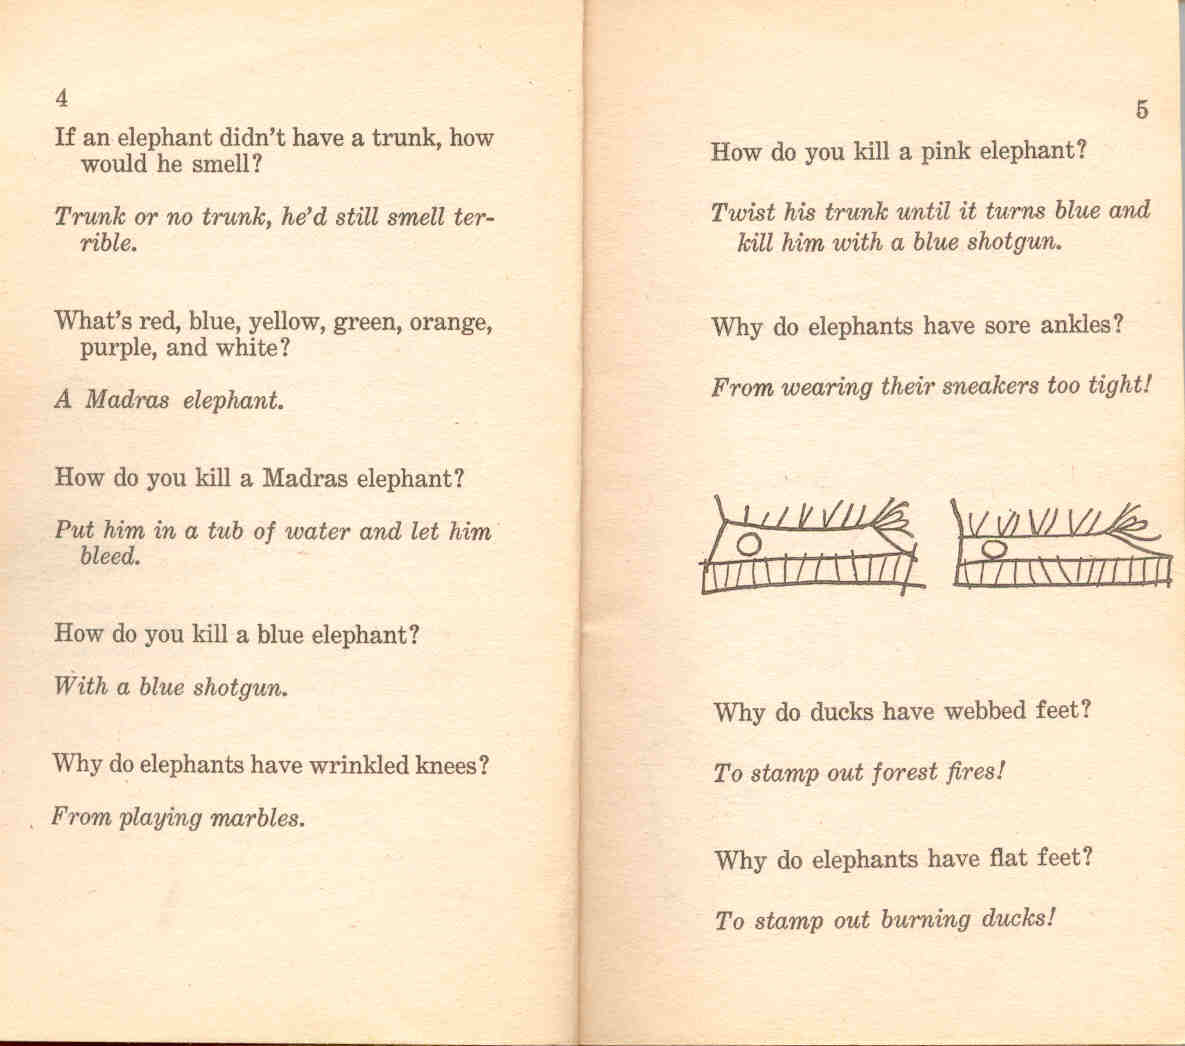 4
If an elephant didn't have a trunk, how
would he smell?
Trunk or no trunk, he'd still smell ter-
rible.
What's red, blue, yellow, green, orange,
purple, and white?
A Madras elephant.
How do you kill a Madras elephant?
Put him in a tub of water and let him
bleed.
How do you kill a blue elephant?
With a blue shotgun.
Why do elephants have wrinkled knees?
From playing marbles.
5
How do you kill a pink elephant?
Twist his trunk until it turns blue and
kill him with a blue shotgun.
Why do elephants have sore ankles?
From wearing their sneakers too tight!
Why do ducks have webbed feet?
To stamp out forest fires!
Why do elephants have flat feet?
To stamp out burning ducks!